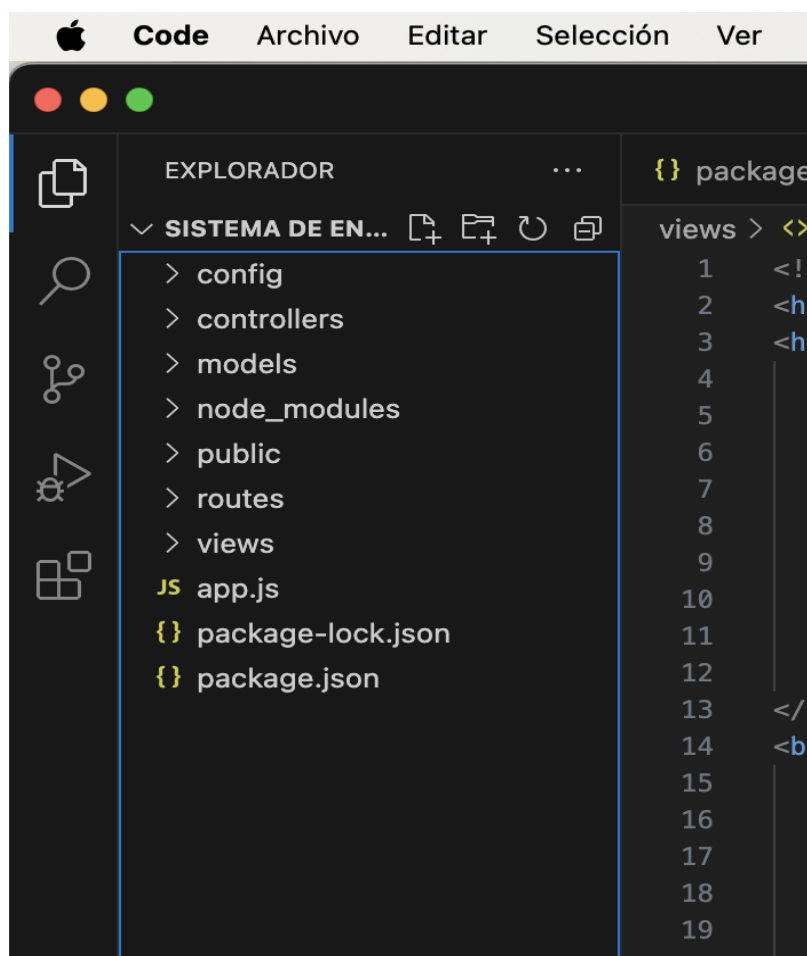 Code Archivo Editar Selección Ver
EXPLORADOR ...
SISTEMA DE EN...
config
controllers
models
node_modules
public
routes
views
JS app.js
{} package-lock.json
{} package.json
{} package
views > <>
1 <!
2 <h
3 <h
4
5
6
7
8
9
10
11
12
13 </
14 <b
15
16
17
18
19